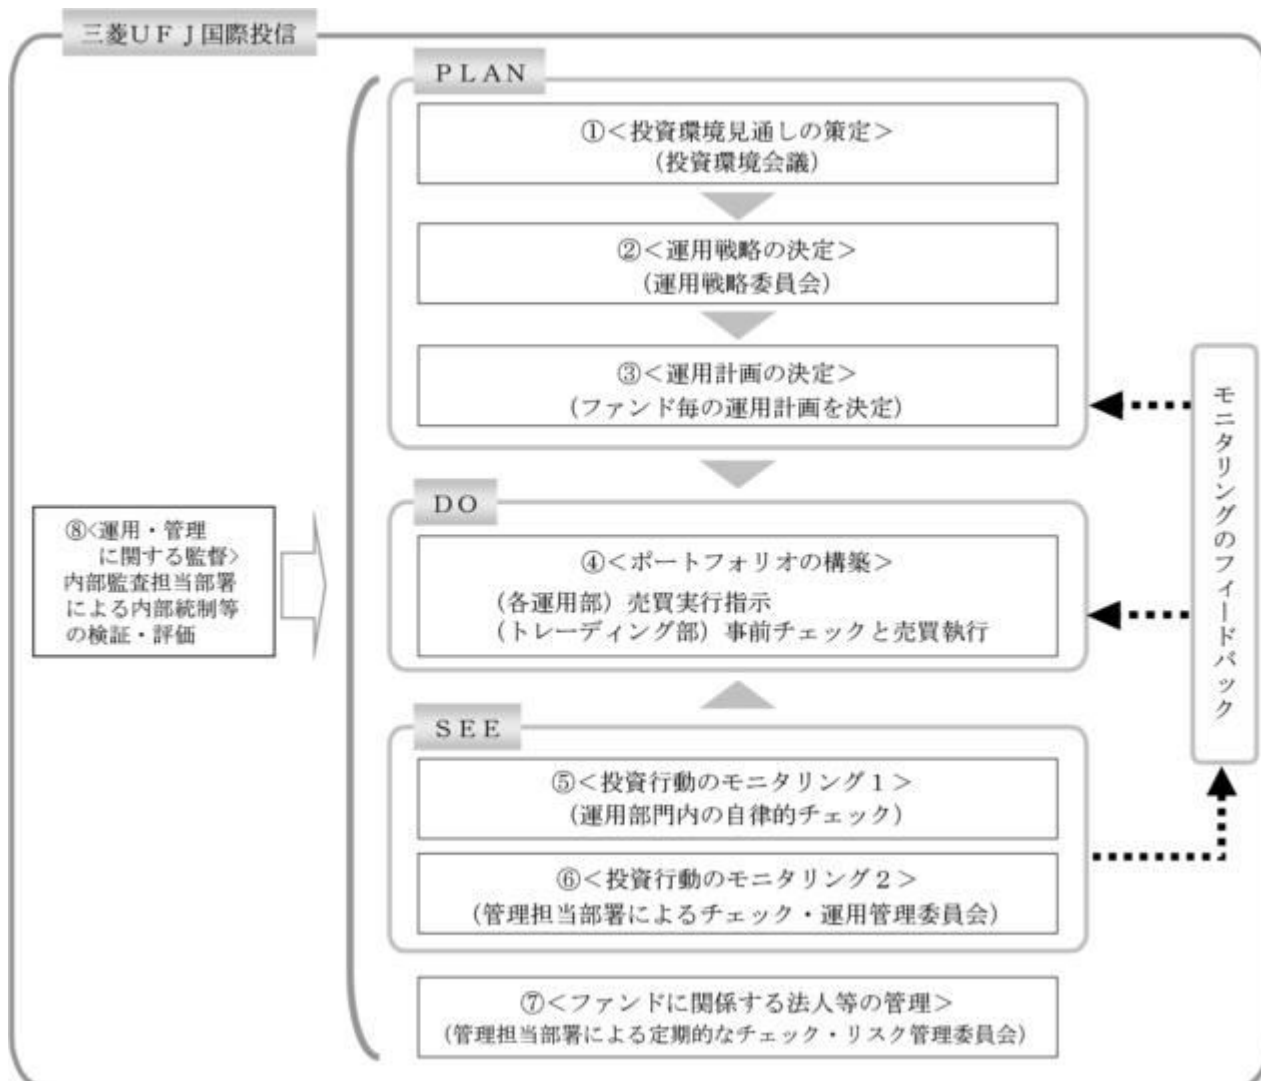 三菱ＵＦＪ国際投信
ＰＬＡＮ
①＜投資環境見通しの策定＞
（投資環境会議）
②＜運用戦略の決定＞
（運用戦略委員会）
③＜運用計画の決定＞
（ファンド毎の運用計画を決定）
ＤＯ
④＜ポートフォリオの構築＞
（各運用部）売買実行指示
（トレーディング部）事前チェックと売買執行
ＳＥＥ
⑤＜投資行動のモニタリング１＞
（運用部門内の自律的チェック）
⑥＜投資行動のモニタリング２＞
（管理担当部署によるチェック・運用管理委員会）
⑦＜ファンドに関係する法人等の管理＞
（管理担当部署による定期的なチェック・リスク管理委員会）
⑧<運用・管理
に関する監督>
内部監査担当部署
による内部統制等
の検証・評価
モニタリングのフィードバック